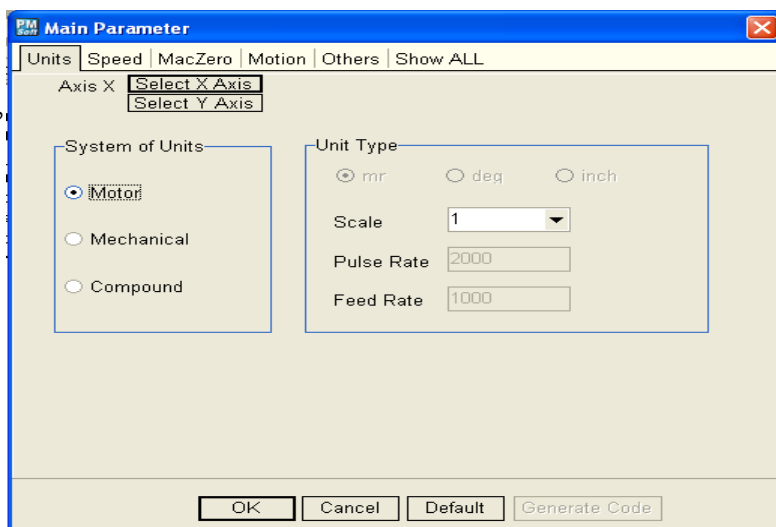 PM Soft Main Parameter
Units Speed MacZero Motion Others Show ALL
Axis X Select X Axis
Select Y Axis
System of Units
Motor
Mechanical
Compound
Unit Type
mr deg inch
Scale 1
Pulse Rate 2000
Feed Rate 1000
OK Cancel Default Generate Code